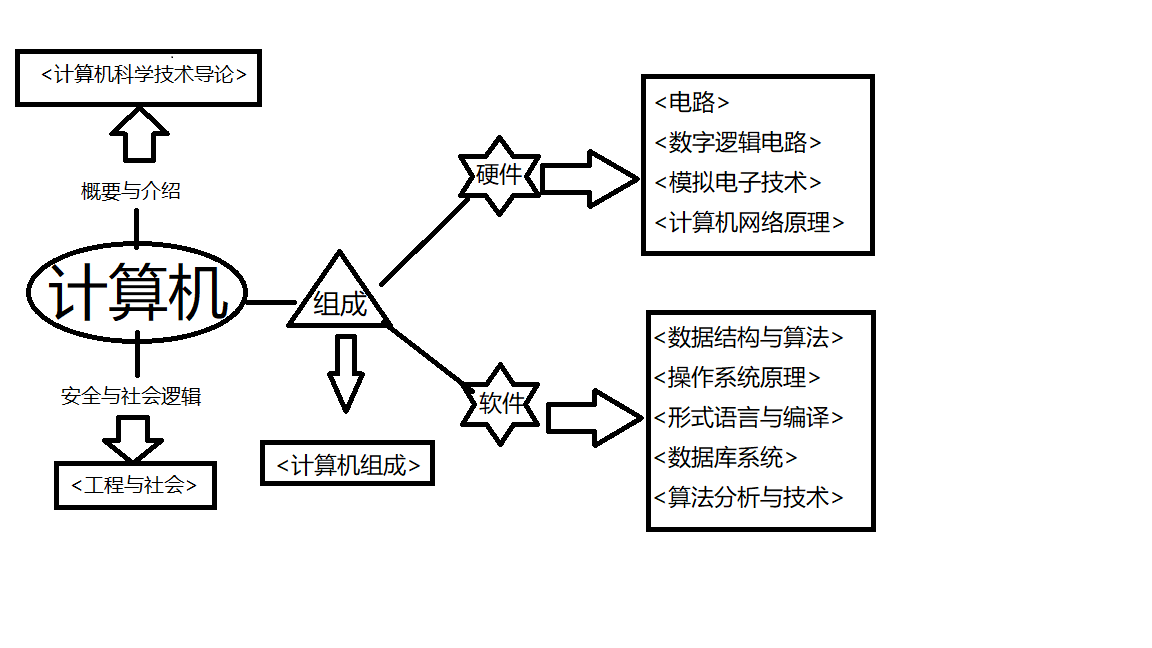 <计算机科学技术导论>
概要与介绍
计算机
安全与社会逻辑
<工程与社会>
组成
<计算机组成>
硬件
<电路>
<数字逻辑电路>
<模拟电子技术>
<计算机网络原理>
软件
<数据结构与算法>
<操作系统原理>
<形式语言与编译>
<数据库系统>
<算法分析与技术>